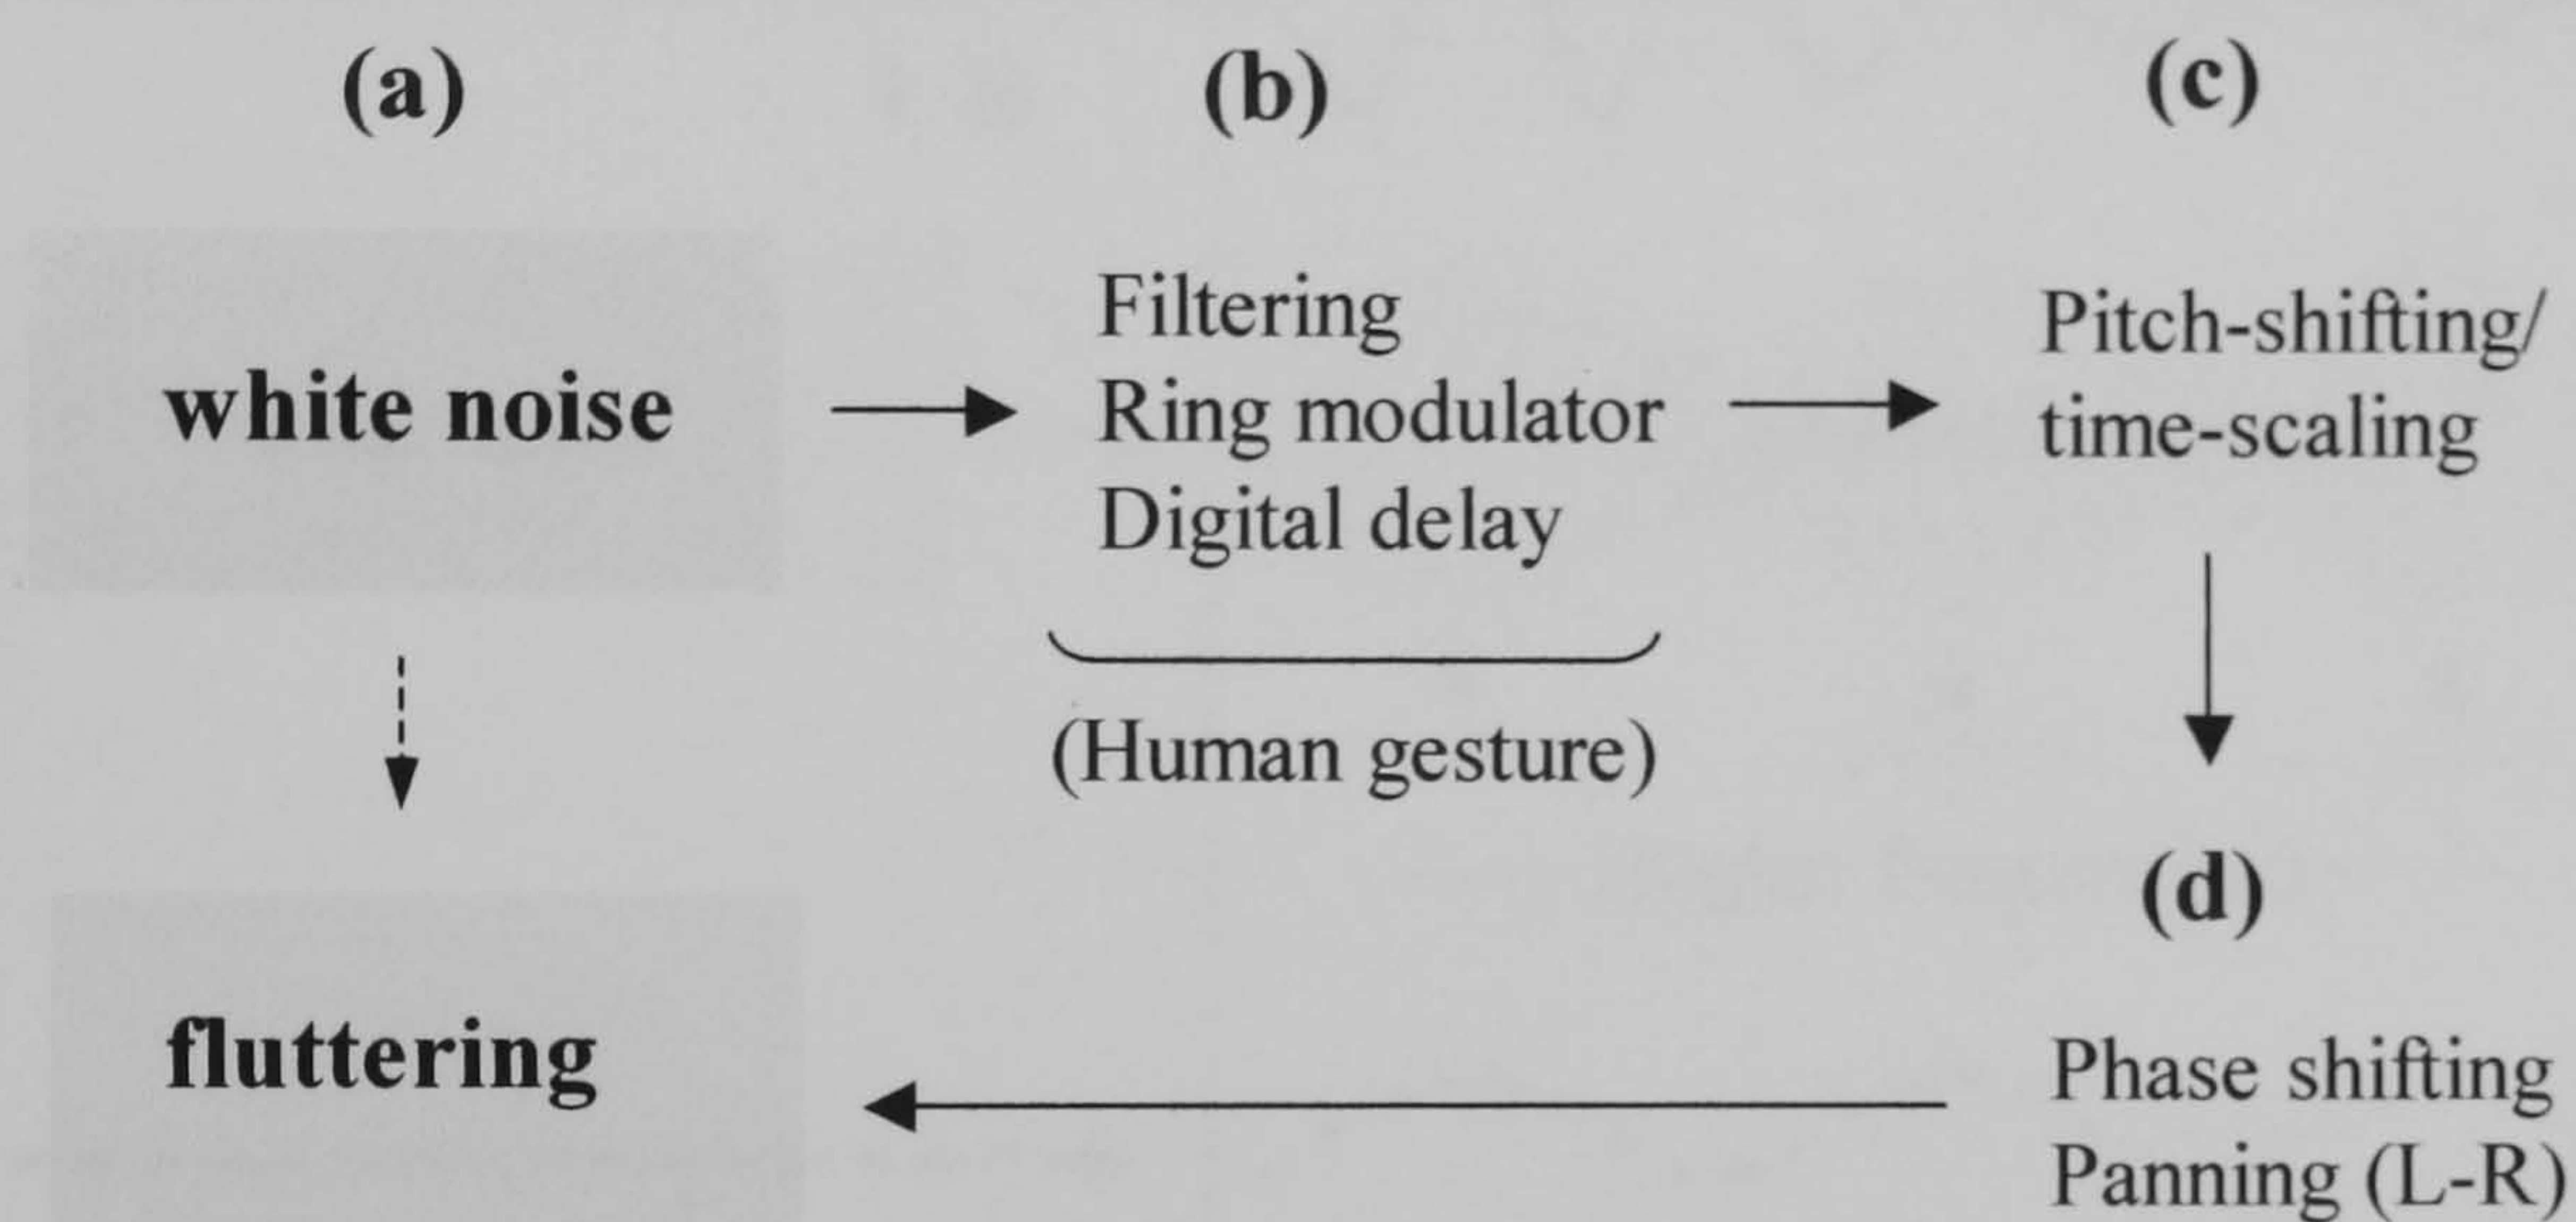 (a)
(b)
(c)
white noise
Filtering
Ring modulator
Digital delay
(Human gesture)
Pitch-shifting/
time-scaling
(d)
fluttering
Phase shifting
Panning (L-R)